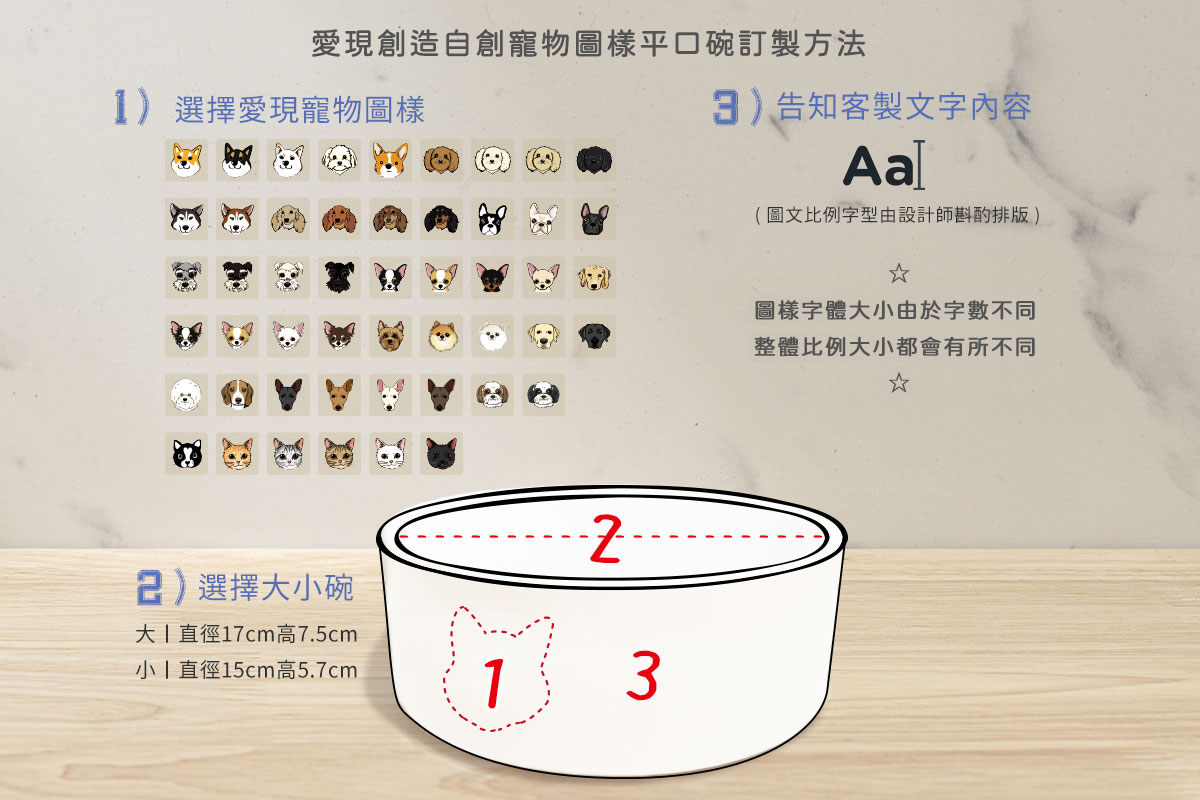 愛現創造自創寵物圖樣平口碗訂製方法
1) 選擇愛現寵物圖樣
3) 告知客製文字內容
Aa
( 圖文比例字型由設計師斟酌排版 )
☆
圖樣字體大小由於字數不同
整體比例大小都會有所不同
☆
2) 選擇大小碗
大丨直徑17cm高7.5cm
小丨直徑15cm高5.7cm
2
1
3